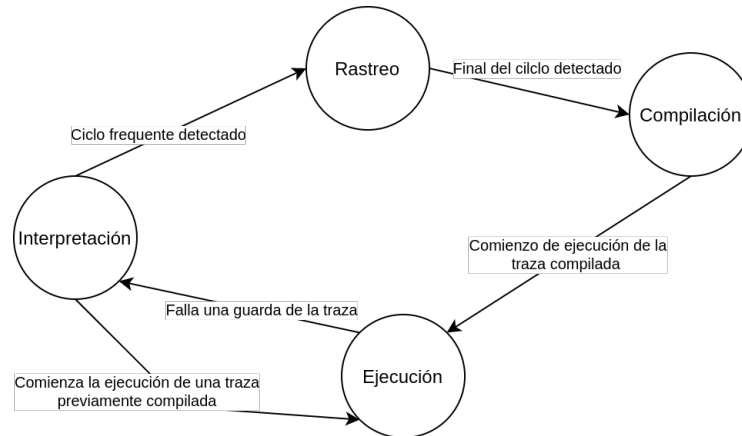 Rastreo
Final del cilclo detectado
Compilación
Ciclo frequente detectado
Interpretación
Comienzo de ejecución de la
traza compilada
Falla una guarda de la traza
Ejecución
Comienza la ejecución de una traza
previamente compilada